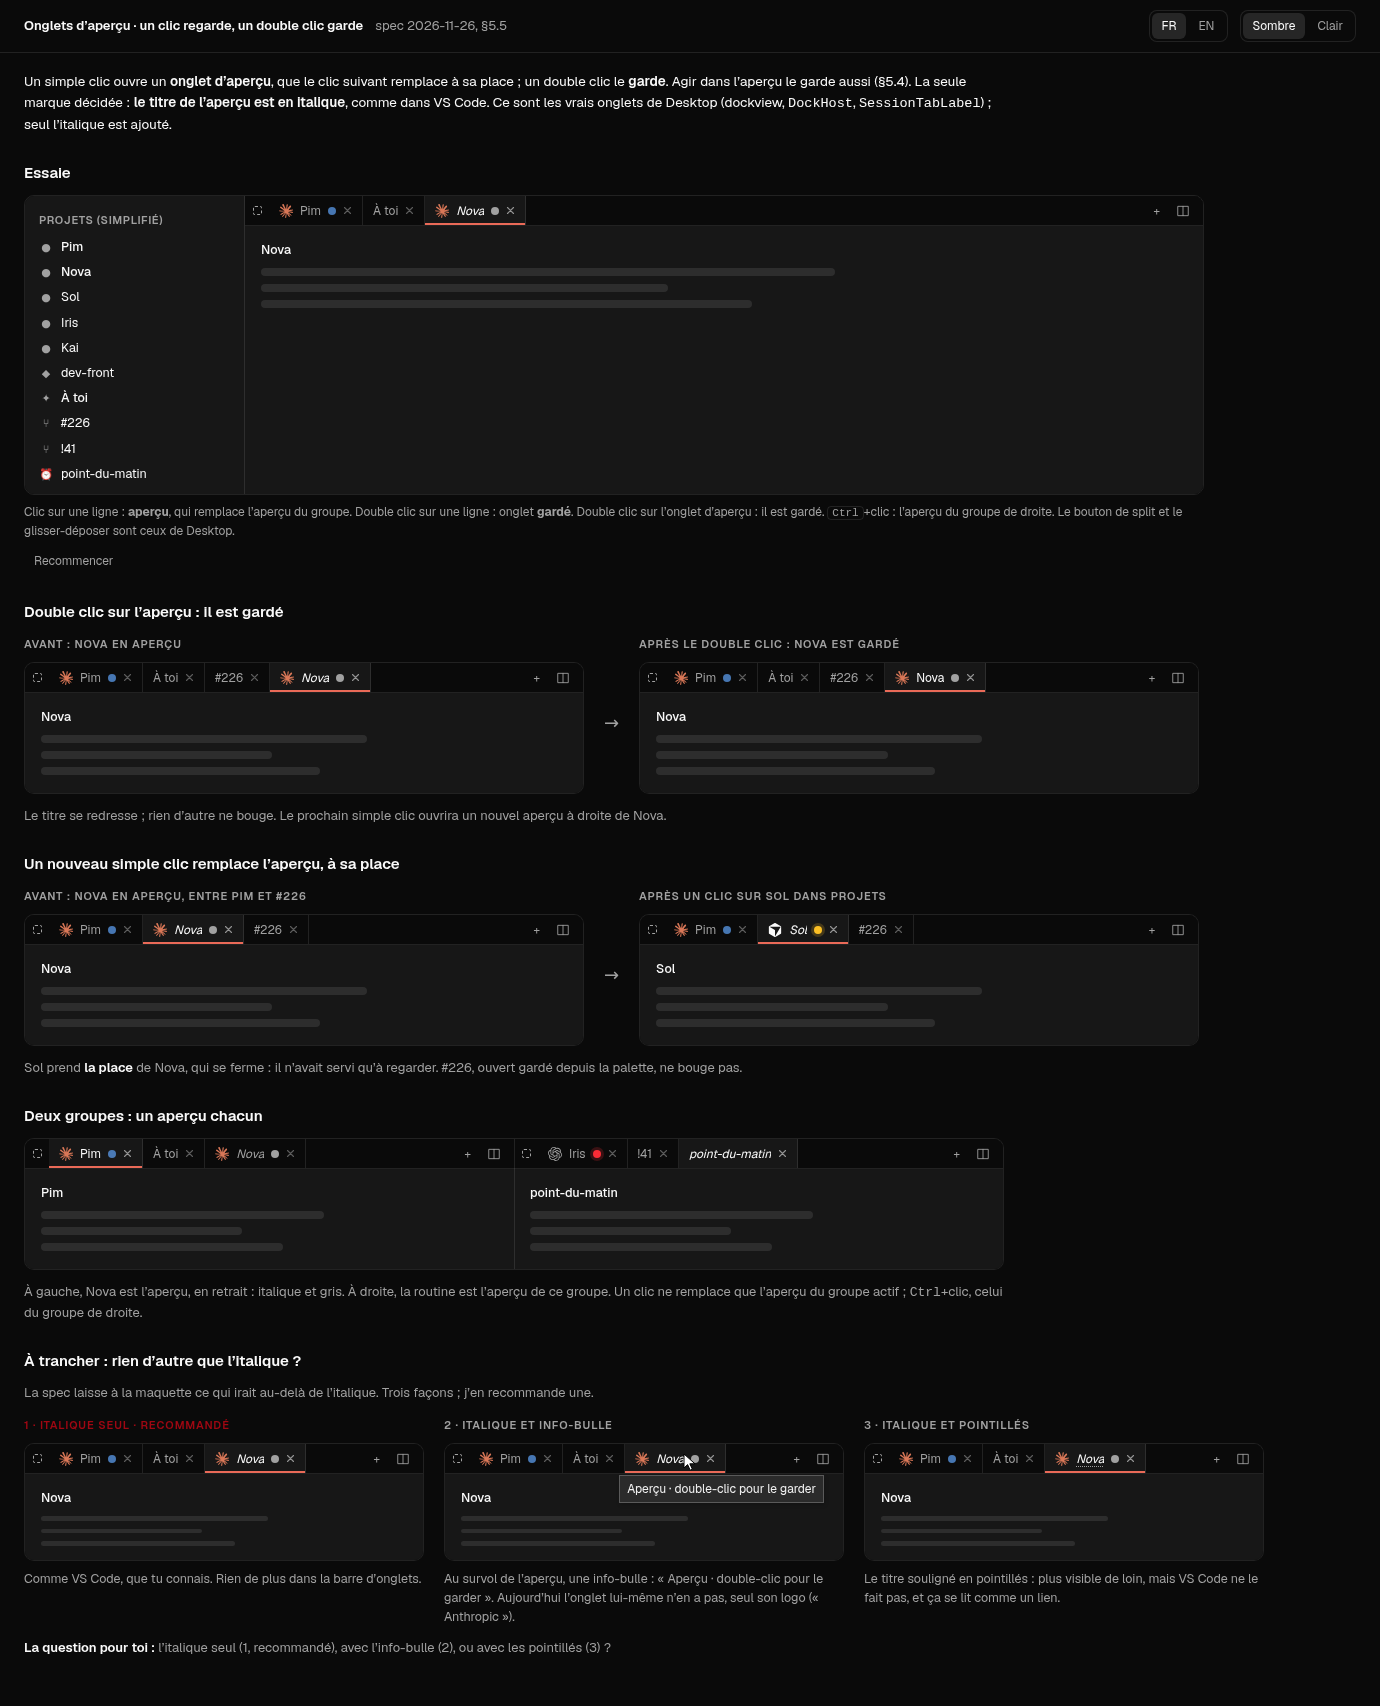 Onglets d’aperçu · un clic regarde, un double clic garde spec 2026-11-26, §5.5 FR EN Sombre Clair
Un simple clic ouvre un onglet d’aperçu, que le clic suivant remplace à sa place ; un double clic le garde. Agir dans l’aperçu le garde aussi (§5.4). La seule
marque décidée : le titre de l’aperçu est en italique, comme dans VS Code. Ce sont les vrais onglets de Desktop (dockview, DockHost, SessionTabLabel) ;
seul l’italique est ajouté.
Essaie
PROJETS (SIMPLIFIÉ)
Pim
Nova
Sol
Iris
Kai
dev-front
À toi
#226
!41
point-du-matin
Pim × À toi × Nova × +
Nova
Clic sur une ligne : aperçu, qui remplace l’aperçu du groupe. Double clic sur une ligne : onglet gardé. Double clic sur l’onglet d’aperçu : il est gardé. Ctrl+clic : l’aperçu du groupe de droite. Le bouton de split et le
glisser-déposer sont ceux de Desktop.
Recommencer
Double clic sur l’aperçu : il est gardé
AVANT : NOVA EN APERÇU
Pim × À toi × #226 × Nova × +
Nova
→
APRÈS LE DOUBLE CLIC : NOVA EST GARDÉ
Pim × À toi × #226 × Nova × +
Nova
Le titre se redresse ; rien d’autre ne bouge. Le prochain simple clic ouvrira un nouvel aperçu à droite de Nova.
Un nouveau simple clic remplace l’aperçu, à sa place
AVANT : NOVA EN APERÇU, ENTRE PIM ET #226
Pim × Nova × #226 × +
Nova
→
APRÈS UN CLIC SUR SOL DANS PROJETS
Pim × Sol × #226 × +
Sol
Sol prend la place de Nova, qui se ferme : il n’avait servi qu’à regarder. #226, ouvert gardé depuis la palette, ne bouge pas.
Deux groupes : un aperçu chacun
Pim × À toi × Nova × +
Pim
Iris × !41 × point-du-matin × +
point-du-matin
À gauche, Nova est l’aperçu, en retrait : italique et gris. À droite, la routine est l’aperçu de ce groupe. Un clic ne remplace que l’aperçu du groupe actif ; Ctrl+clic, celui
du groupe de droite.
À trancher : rien d’autre que l’italique ?
La spec laisse à la maquette ce qui irait au-delà de l’italique. Trois façons ; j’en recommande une.
1 · ITALIQUE SEUL · RECOMMANDÉ
Pim × À toi × Nova × +
Nova
Comme VS Code, que tu connais. Rien de plus dans la barre d’onglets.
2 · ITALIQUE ET INFO-BULLE
Pim × À toi × Nova × +
Nova
Aperçu · double-clic pour le garder
Au survol de l’aperçu, une info-bulle : « Aperçu · double-clic pour le
garder ». Aujourd’hui l’onglet lui-même n’en a pas, seul son logo («
Anthropic »).
3 · ITALIQUE ET POINTILLÉS
Pim × À toi × Nova × +
Nova
Le titre souligné en pointillés : plus visible de loin, mais VS Code ne le
fait pas, et ça se lit comme un lien.
La question pour toi : l’italique seul (1, recommandé), avec l’info-bulle (2), ou avec les pointillés (3) ?